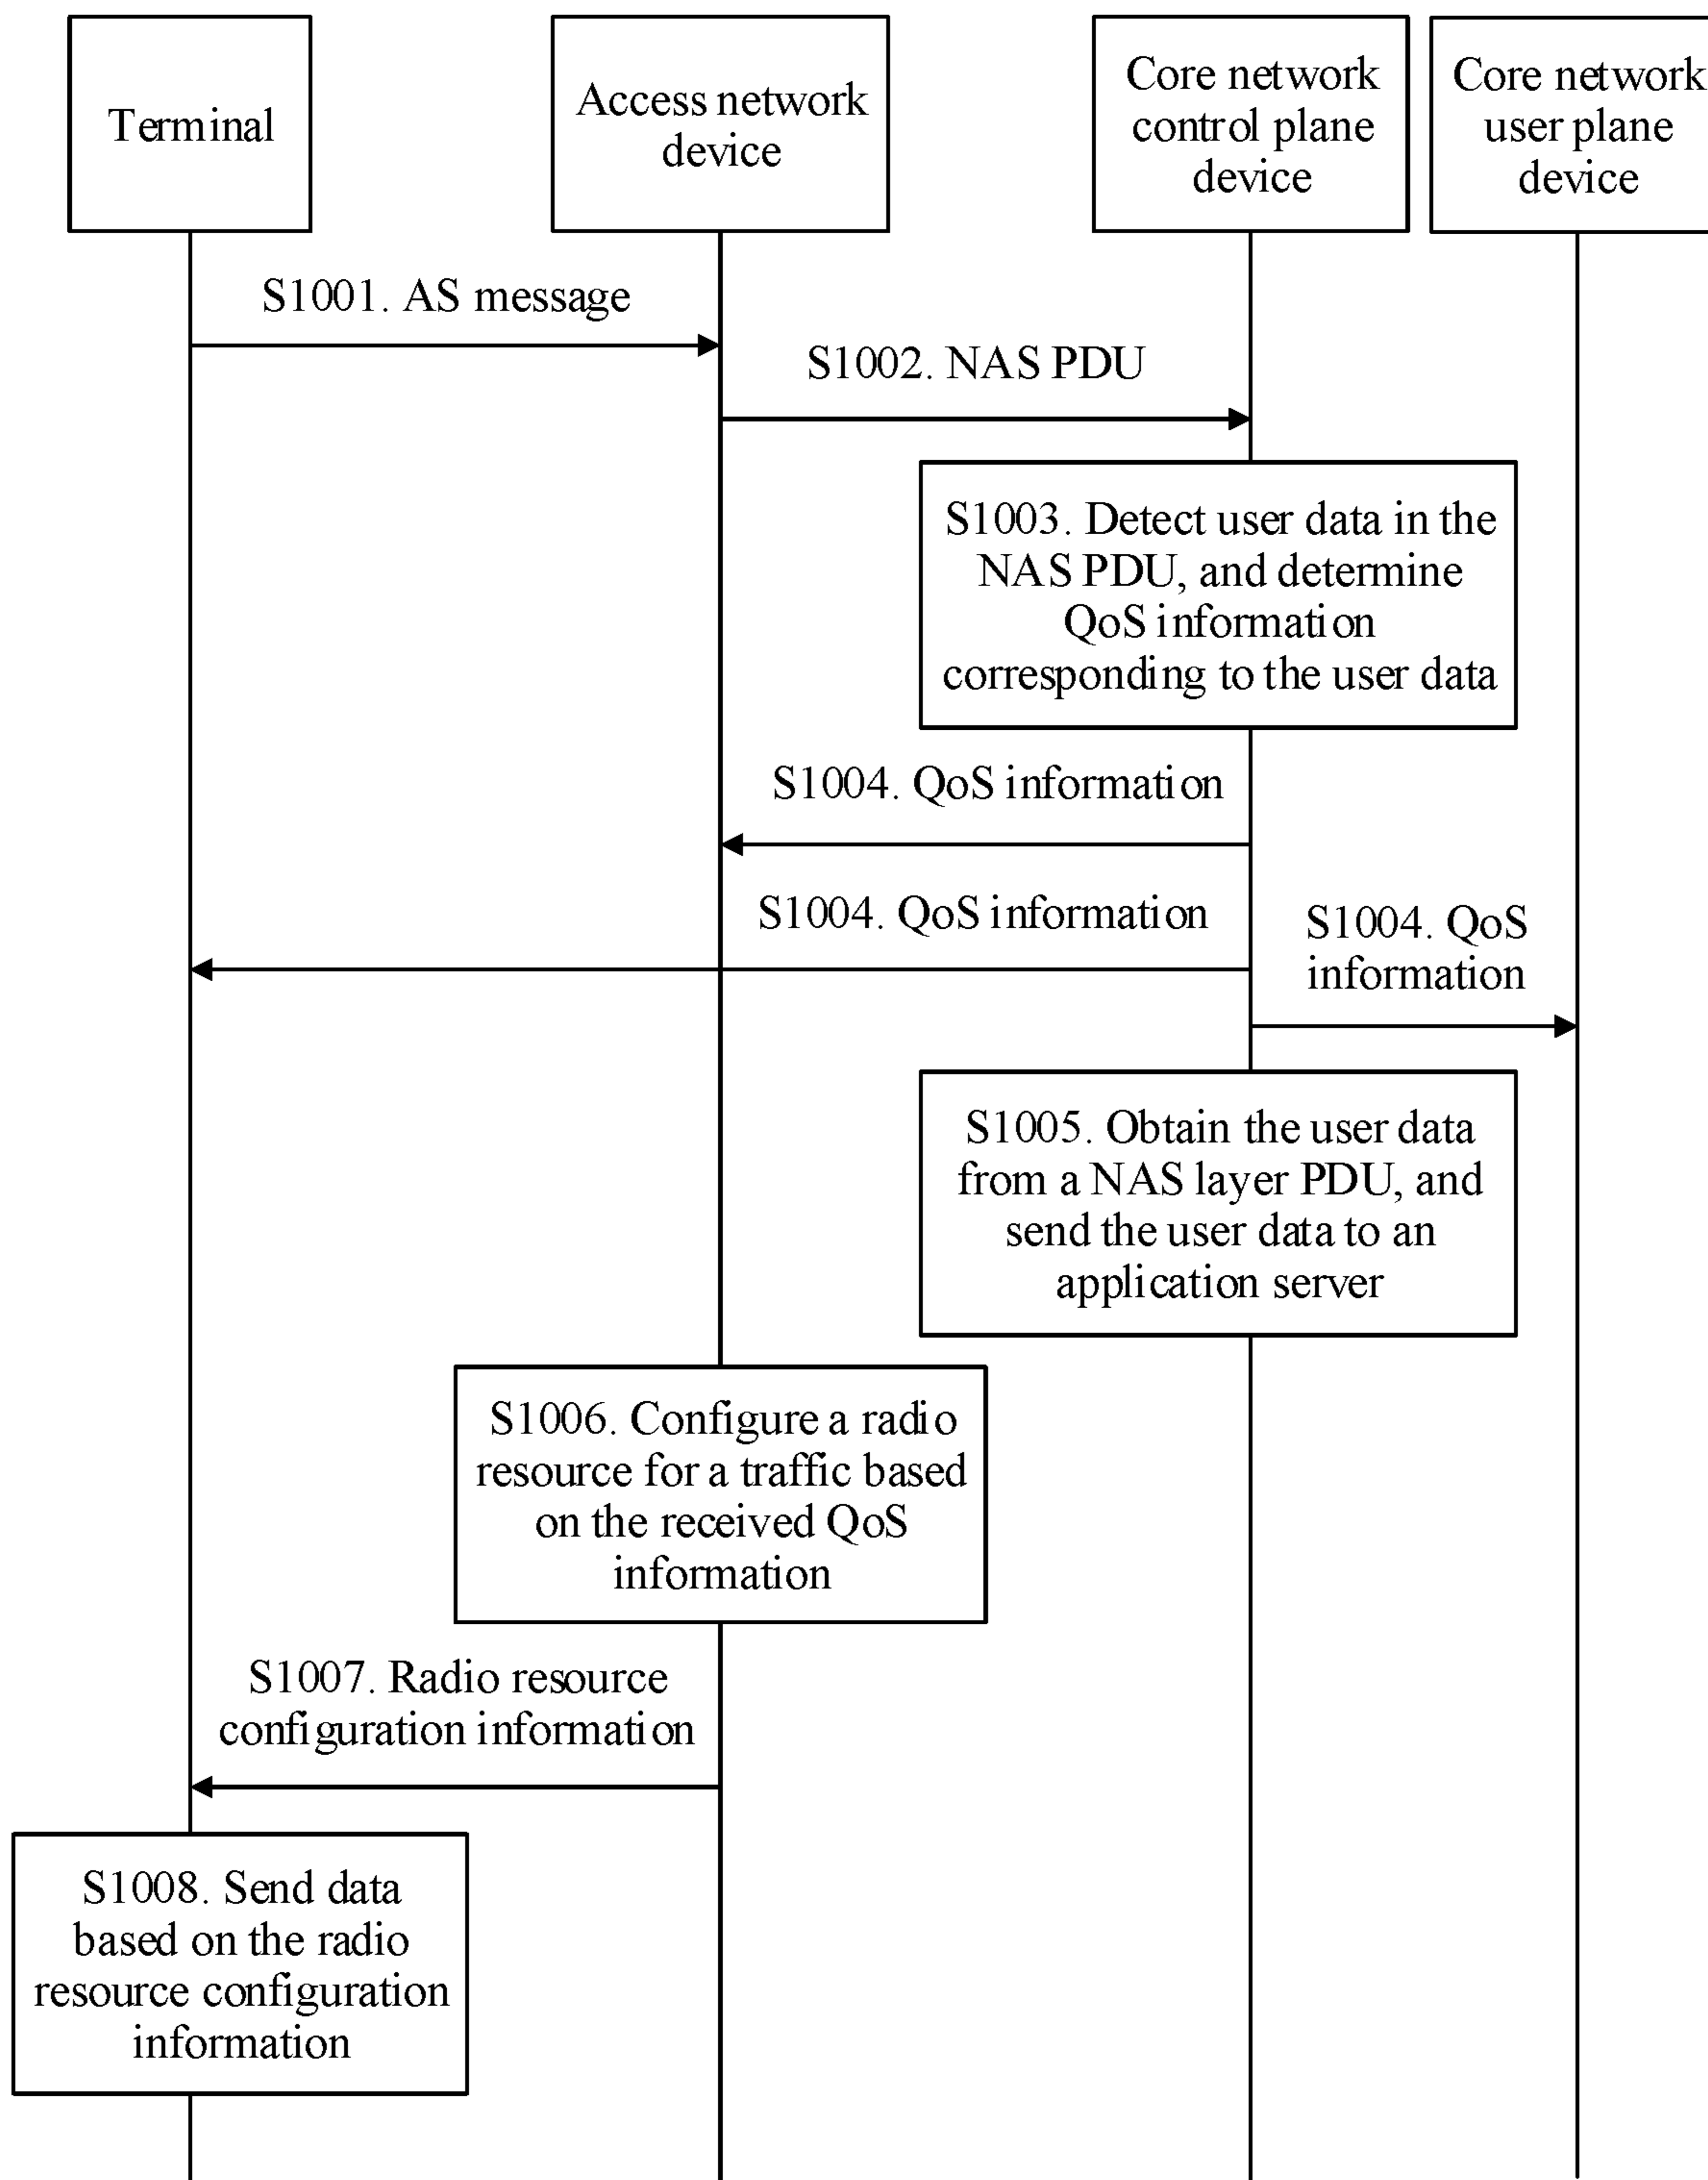 Terminal
Access network
device
Core network
control plane
device
Core network
user plane
device
S1001. AS message
S1002. NAS PDU
S1003. Detect user data in the
NAS PDU, and determine
QoS information
corresponding to the user data
S1004. QoS information
S1004. QoS information
S1004. QoS
information
S1005. Obtain the user data
from a NAS layer PDU, and
send the user data to an
application server
S1006. Configure a radio
resource for a traffic based
on the received QoS
information
S1007. Radio resource
configuration information
S1008. Send data
based on the radio
resource configuration
information